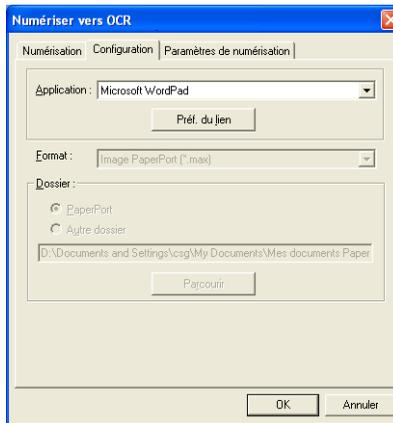 Numériser vers OCR
Numérisation Configuration Paramètres de numérisation
Application : Microsoft WordPad
Préf. du lien
Format : Image PaperPort (*.max)
Dossier :
PaperPort
Autre dossier
D:\Documents and Settings\csg\My Documents\Mes documents Paper
Parcourir
OK Annuler